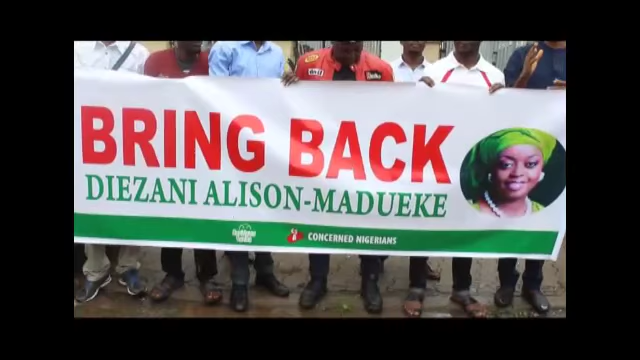 BRING BACK
DIEZANI ALISON-MADUEKE
CONCERNED NIGERIANS